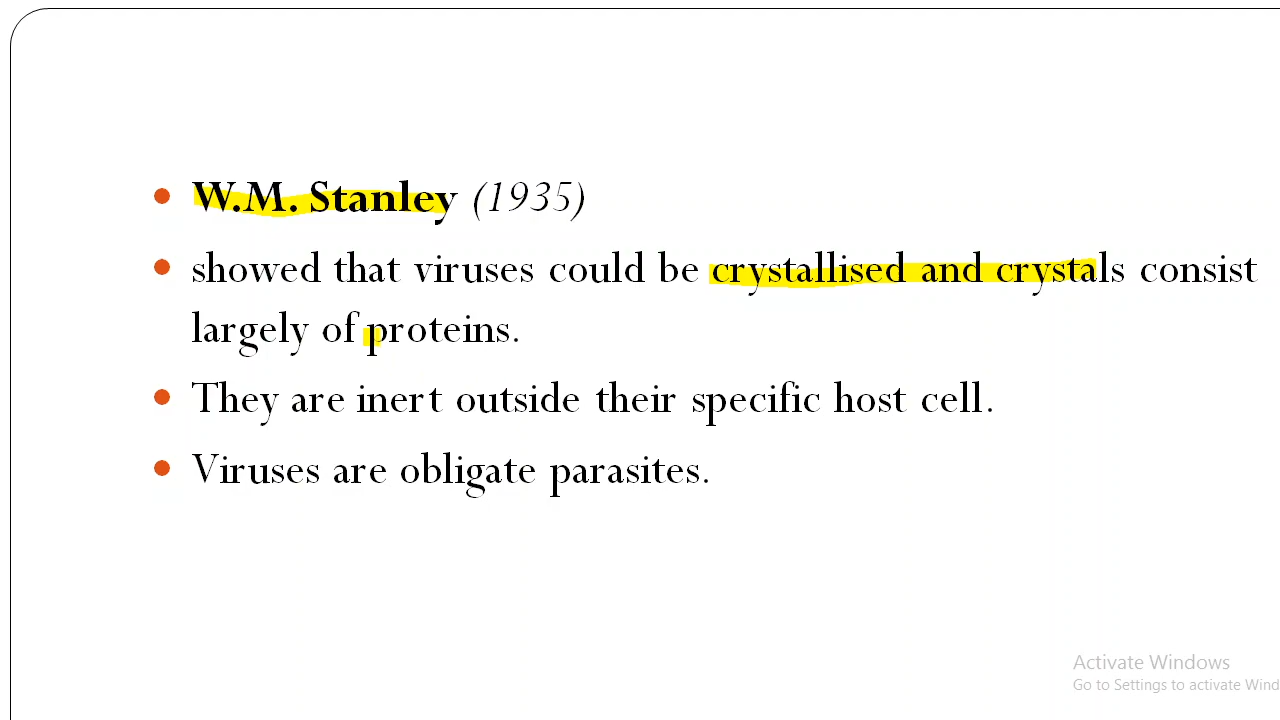 W.M. Stanley (1935)
showed that viruses could be crystallised and crystals consist
largely of proteins.
They are inert outside their specific host cell.
Viruses are obligate parasites.
Activate Windows
Go to Settings to activate Wind